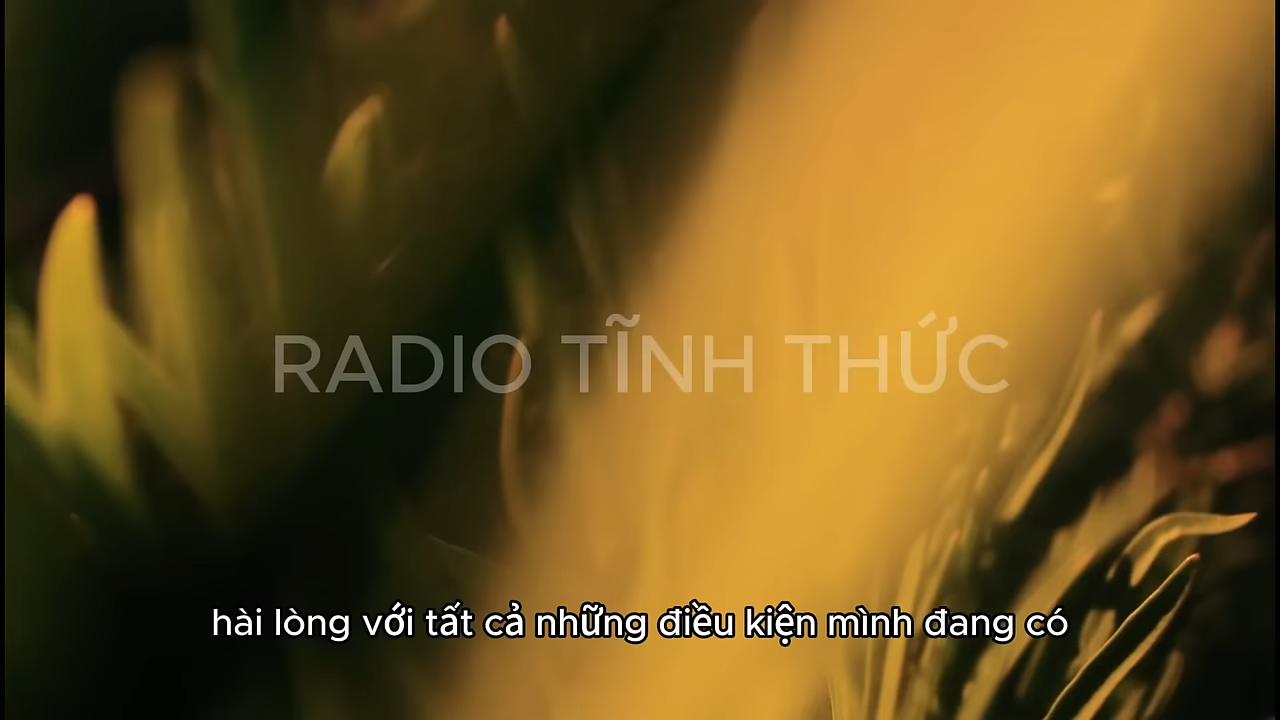 RADIO TĨNH THỨC
hài lòng với tất cả những điều kiện mình đang có